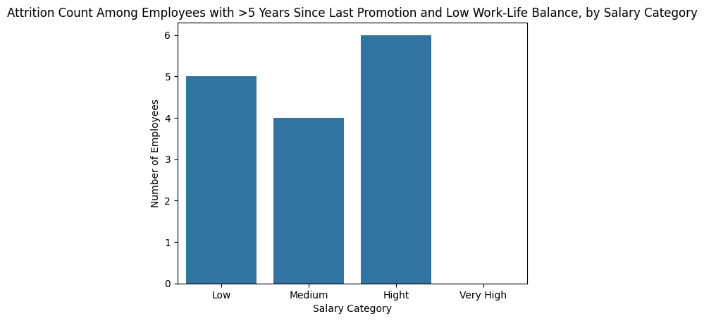 Attrition Count Among Employees with >5 Years Since Last Promotion and Low Work-Life Balance, by Salary Category
6
5
4
3
2
1
0
Number of Employees
Low Medium Hight Very High
Salary Category